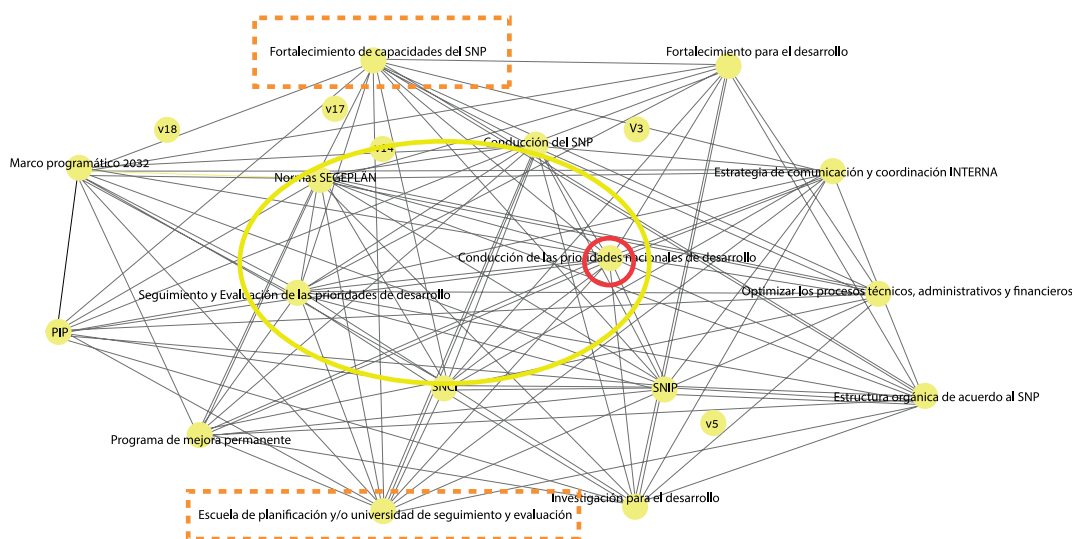 Fortalecimiento de capacidades del SNP
Fortalecimiento para el desarrollo
v17
v18
V3
v14
Conducción del SNP
Marco programático 2032
Normas SEGEPLAN
Estrategia de comunicación y coordinación INTERNA
Conducción de las prioridades nacionales de desarrollo
Seguimiento y Evaluación de las prioridades de desarrollo
Optimizar los procesos técnicos, administrativos y financieros
PIP
SNCI
SNIP
Estructura orgánica de acuerdo al SNP
v5
Programa de mejora permanente
Investigación para el desarrollo
Escuela de planificación y/o universidad de seguimiento y evaluación